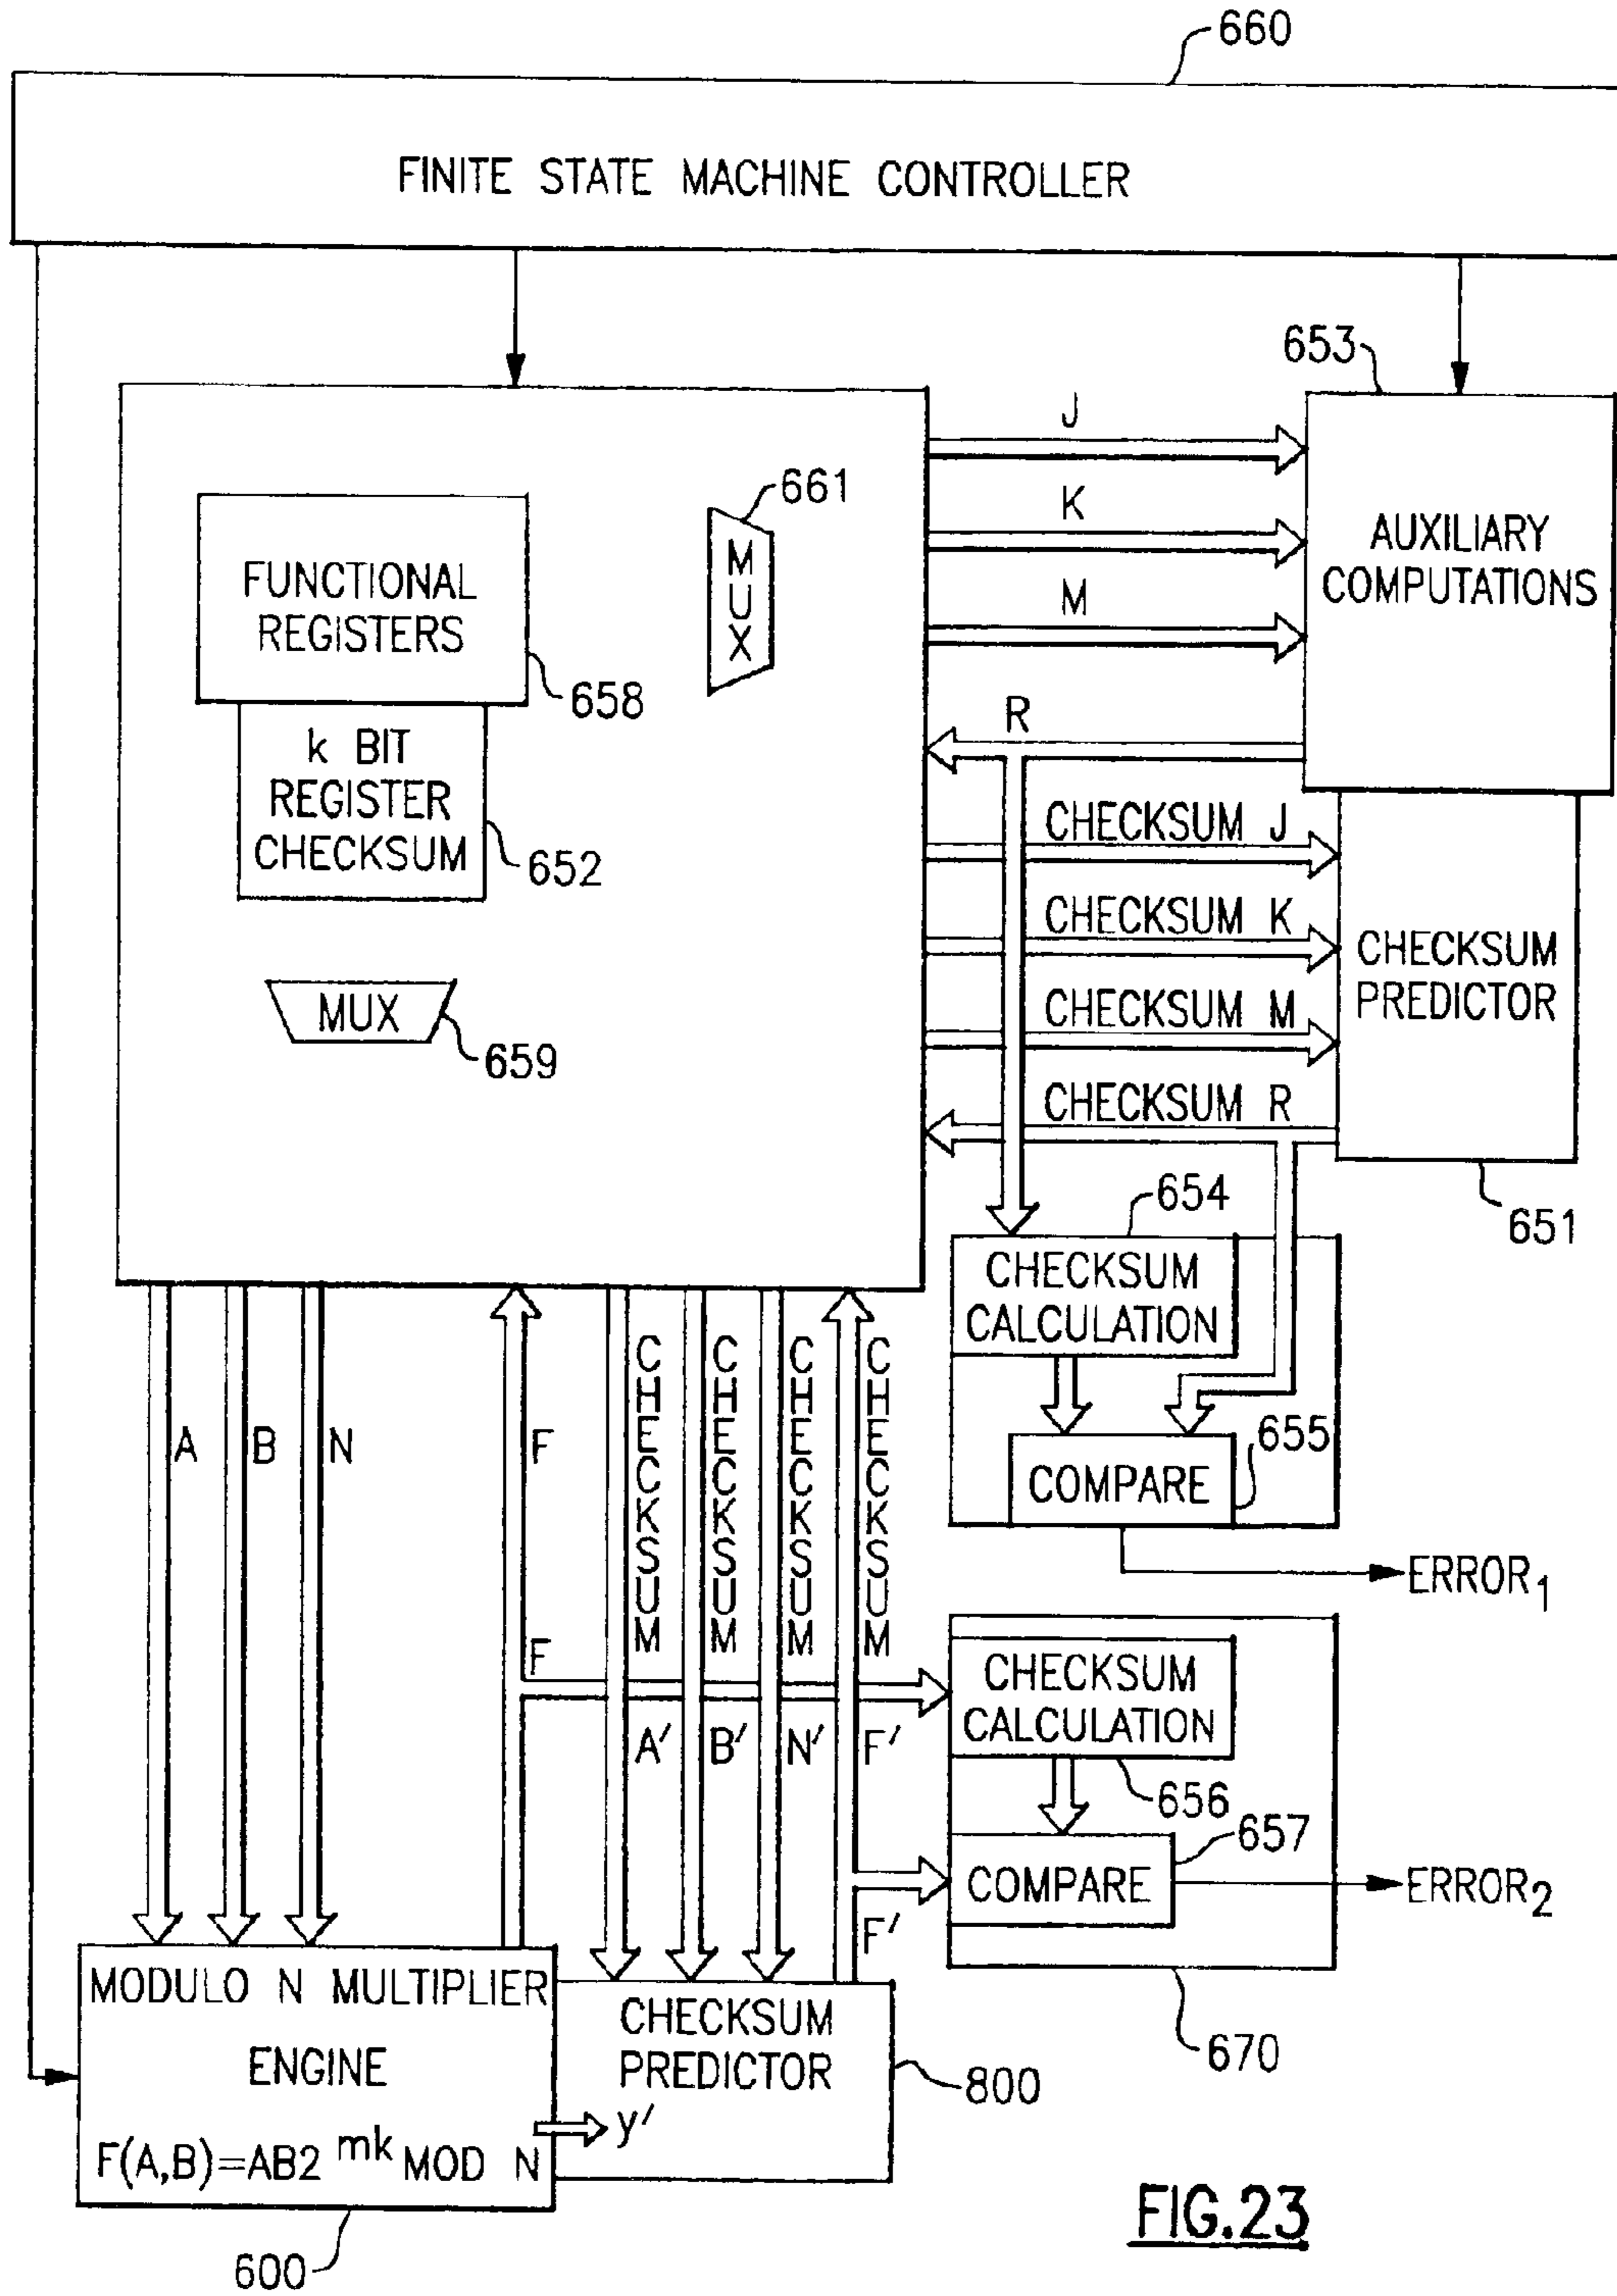 660
FINITE STATE MACHINE CONTROLLER
653
J
661
K
AUXILIARY
COMPUTATIONS
MUX
M
FUNCTIONAL
REGISTERS
658
R
k BIT
REGISTER
CHECKSUM
652
CHECKSUM J
CHECKSUM K
CHECKSUM
PREDICTOR
CHECKSUM M
MUX
659
CHECKSUM R
651
654
CHECKSUM
CALCULATION
655
COMPARE
ERROR1
A
B
N
F
CHECKSUM
CHECKSUM
CHECKSUM
CHECKSUM
F
A'
B'
N'
F'
CHECKSUM
CALCULATION
656
657
COMPARE
ERROR2
F'
670
MODULO N MULTIPLIER
ENGINE
F(A,B)=AB2 mk MOD N
600
y'
CHECKSUM
PREDICTOR
800
FIG.23